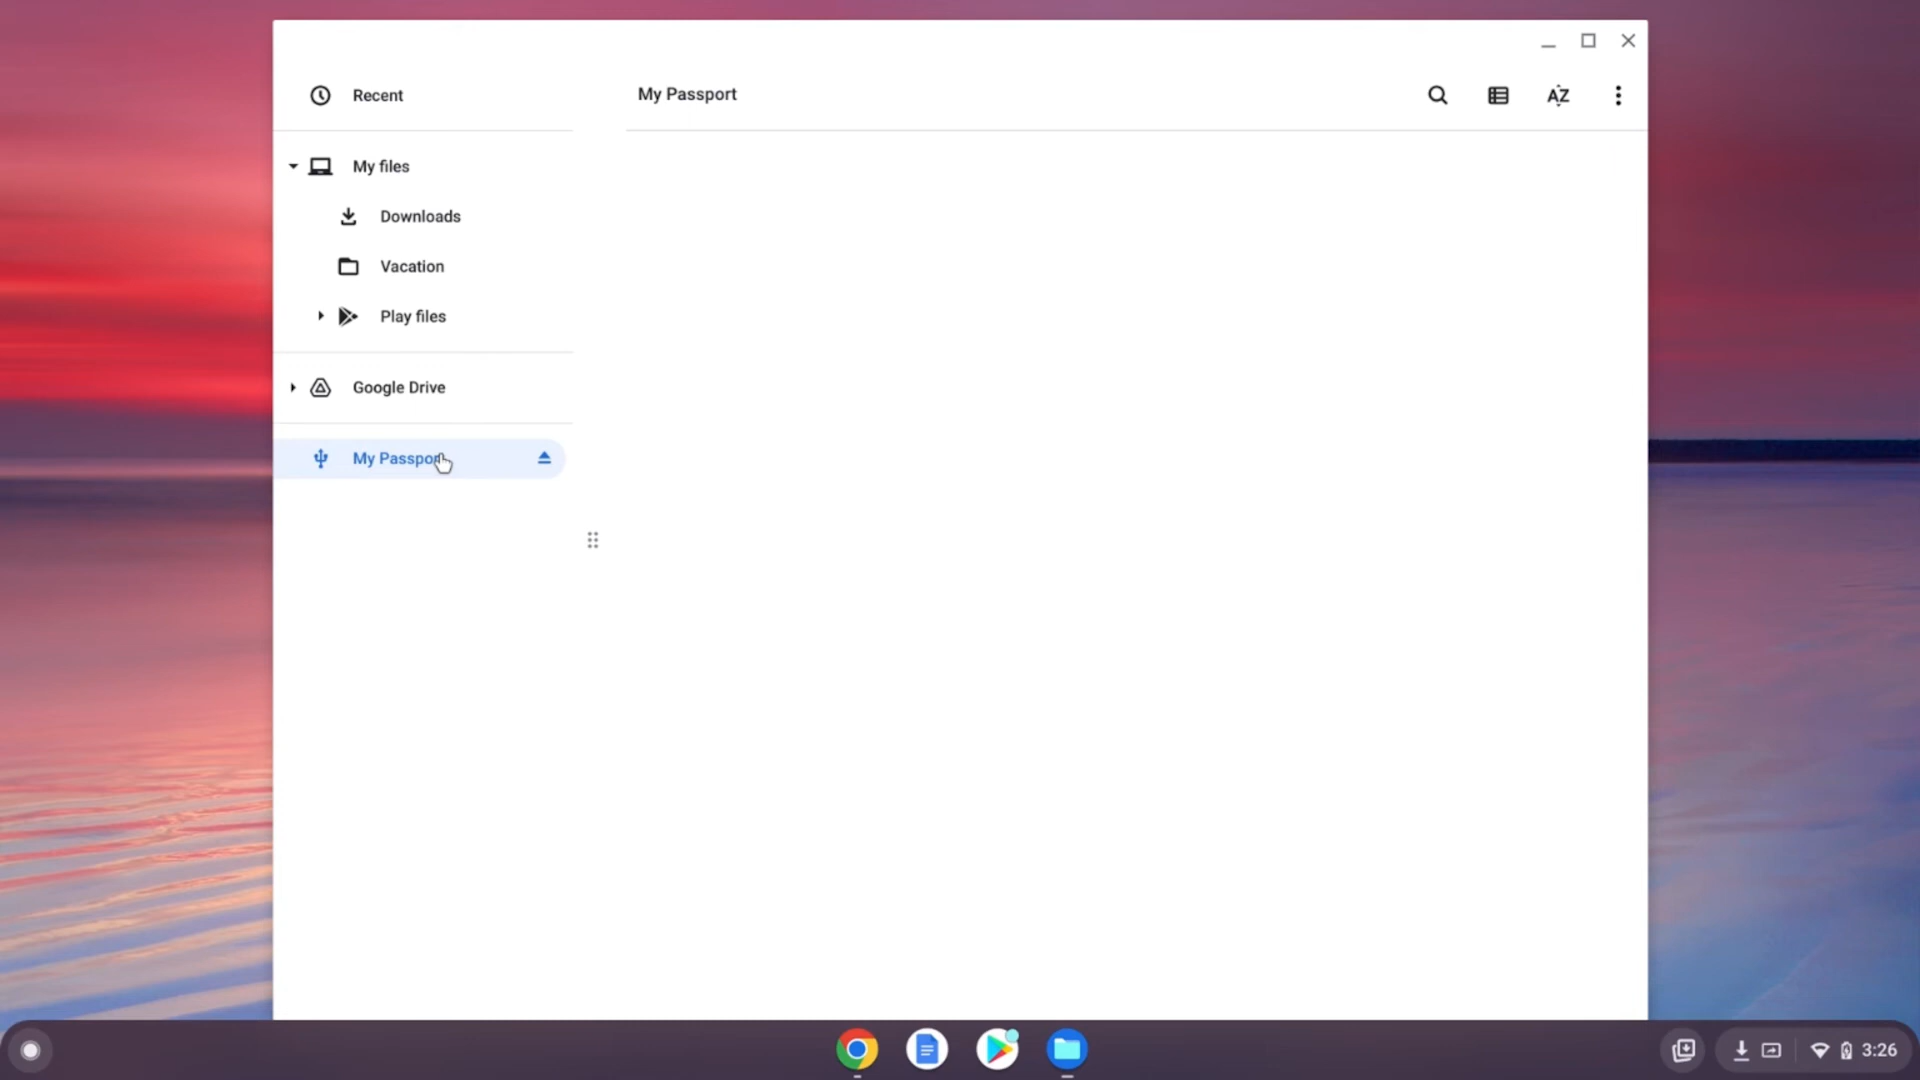 Recent
My Passport
AZ
My files
Downloads
Vacation
Play files
Google Drive
My Passport
3:26